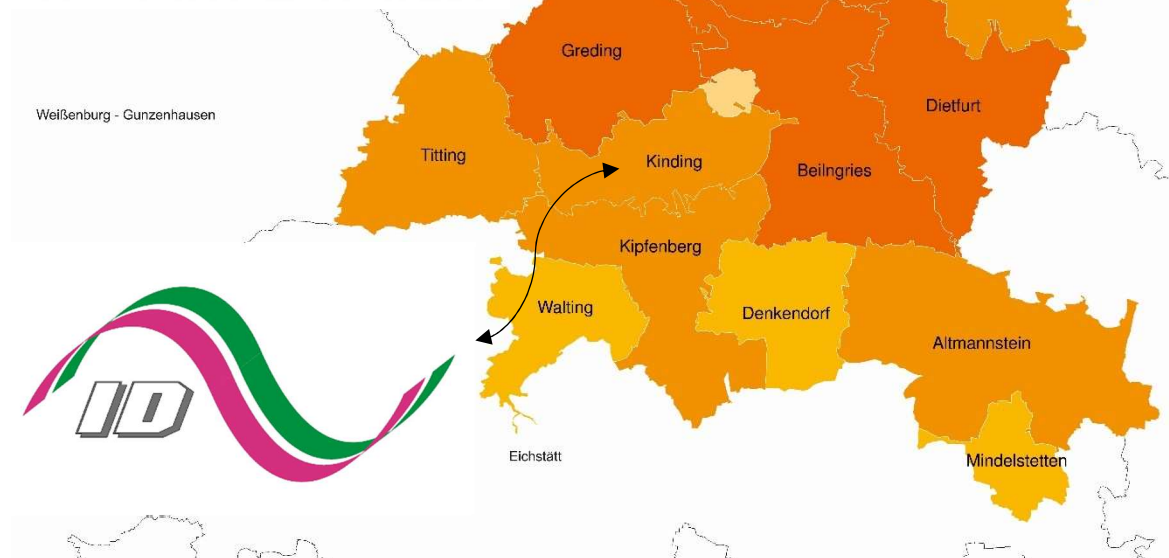 Greding
Dietfurt
Weißenburg - Gunzenhausen
Titting
Kinding
Beilngries
Kipfenberg
Walting
Denkendorf
Altmannstein
ID
Eichstätt
Mindelstetten